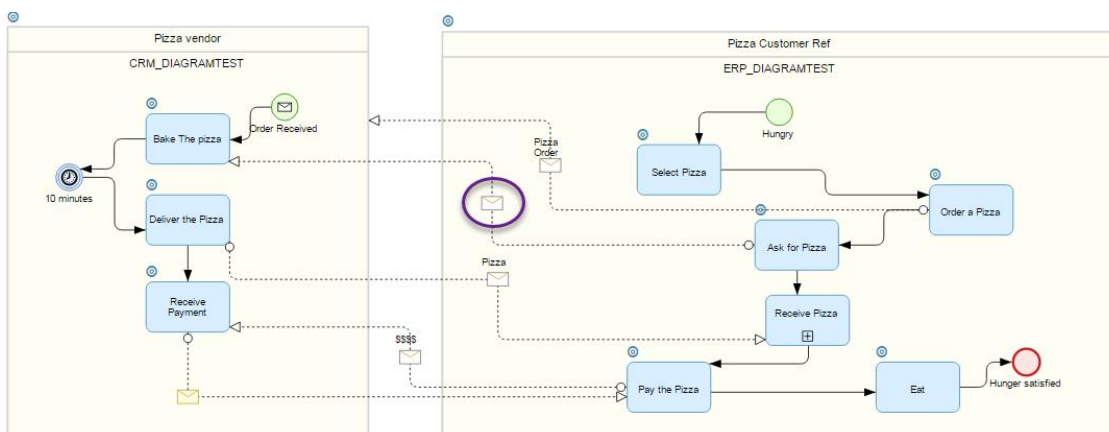 Pizza vendor
CRM_DIAGRAMTEST
Order Received
Bake The pizza
10 minutes
Deliver the Pizza
Receive
Payment
Pizza
Order
Pizza
$$$$
Pizza Customer Ref
ERP_DIAGRAMTEST
Hungry
Select Pizza
Order a Pizza
Ask for Pizza
Receive Pizza
Pay the Pizza
Eat
Hunger satisfied